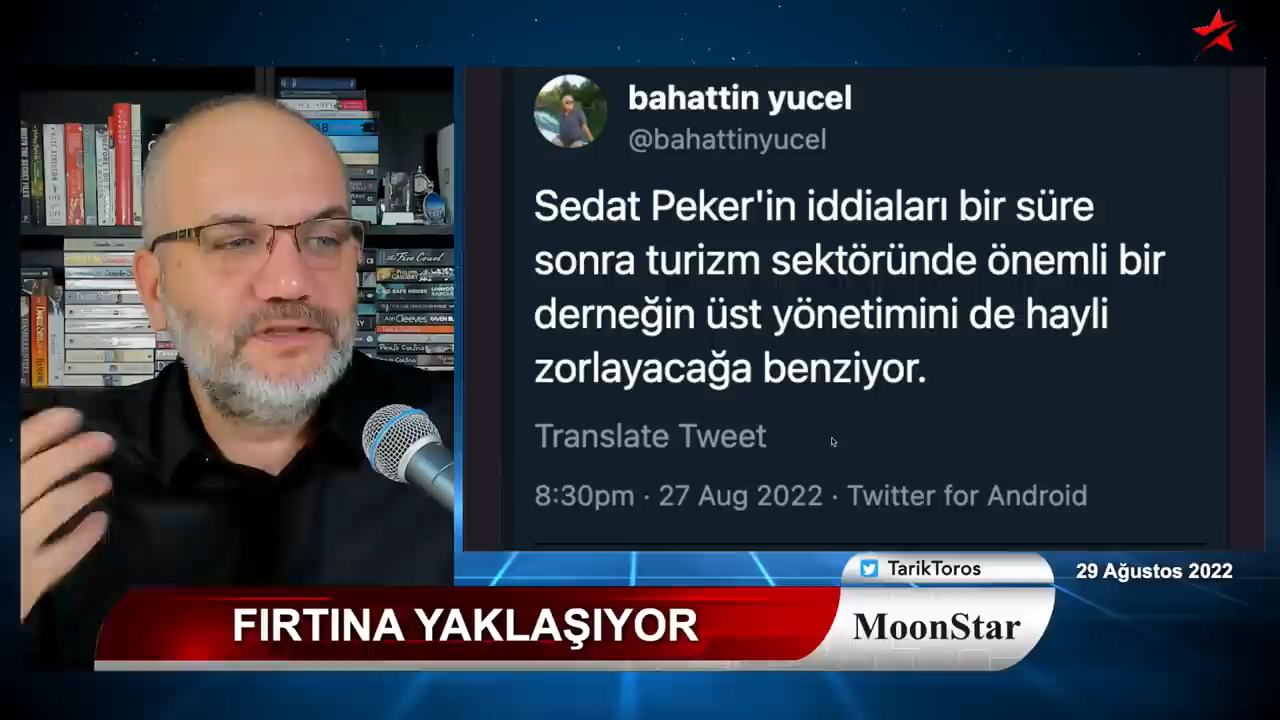 bahattin yucel
@bahattinyucel
Sedat Peker'in iddiaları bir süre
sonra turizm sektöründe önemli bir
derneğin üst yönetimini de hayli
zorlayacağa benziyor.
Translate Tweet
8:30pm · 27 Aug 2022 · Twitter for Android
TarikToros
29 Ağustos 2022
FIRTINA YAKLAŞIYOR
MoonStar